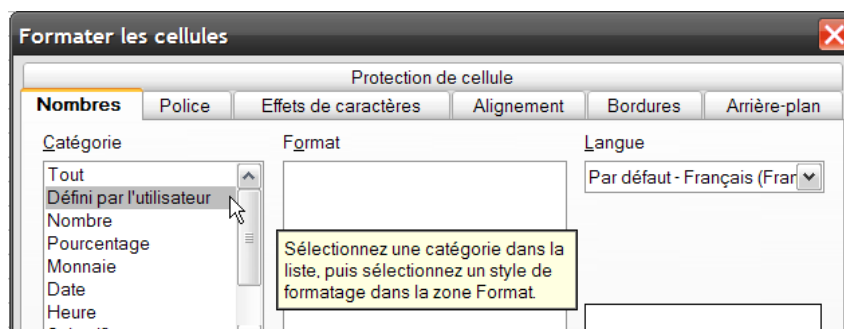 Formater les cellules
Protection de cellule
Nombres Police Effets de caractères Alignement Bordures Arrière-plan
Catégorie Format Langue
Tout
Défini par l'utilisateur
Nombre
Pourcentage
Monnaie
Date
Heure
Par défaut - Français (Fran
Sélectionnez une catégorie dans la
liste, puis sélectionnez un style de
formatage dans la zone Format.